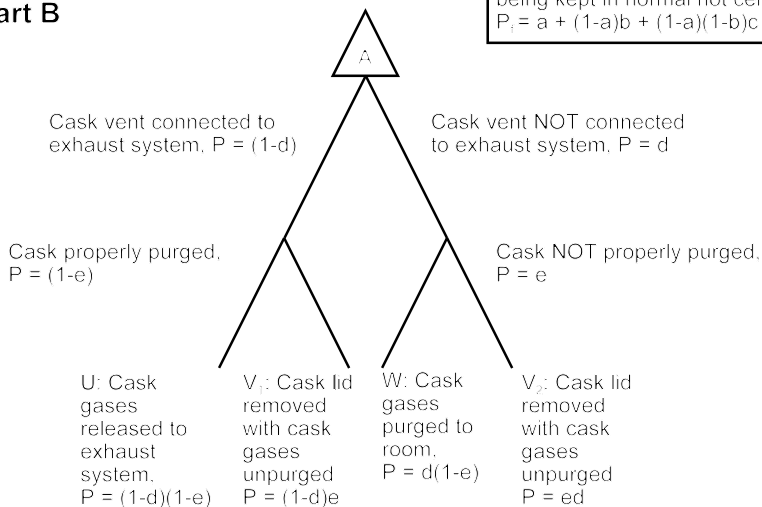 art B
being kept in normal hot cell
P = a + (1-a)b + (1-a)(1-b)c
A
Cask vent connected to
exhaust system, P = (1-d)
Cask vent NOT connected
to exhaust system, P = d
Cask properly purged,
P = (1-e)
Cask NOT properly purged,
P = e
U: Cask
gases
released to
exhaust
system,
P = (1-d)(1-e)
V₁: Cask lid
removed
with cask
gases
unpurged
P = (1-d)e
W: Cask
gases
purged to
room,
P = d(1-e)
V₂: Cask lid
removed
with cask
gases
unpurged
P = ed